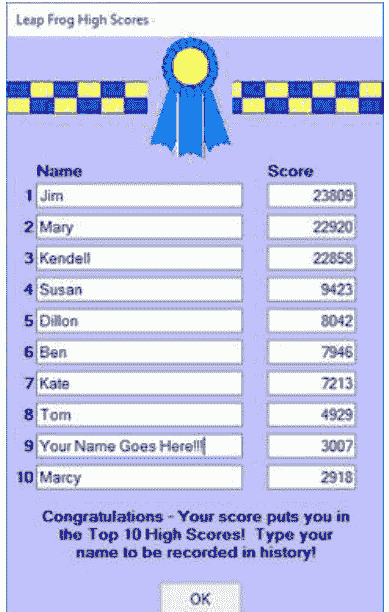 Leap Frog High Scores
Name Score
1 Jim 23809
2 Mary 22920
3 Kendell 22858
4 Susan 9423
5 Dillon 8042
6 Ben 7946
7 Kate 7213
8 Tom 4929
9 Your Name Goes Here!!! 3007
10 Marcy 2918
Congratulations - Your score puts you in
the Top 10 High Scores! Type your
name to be recorded in history!
OK